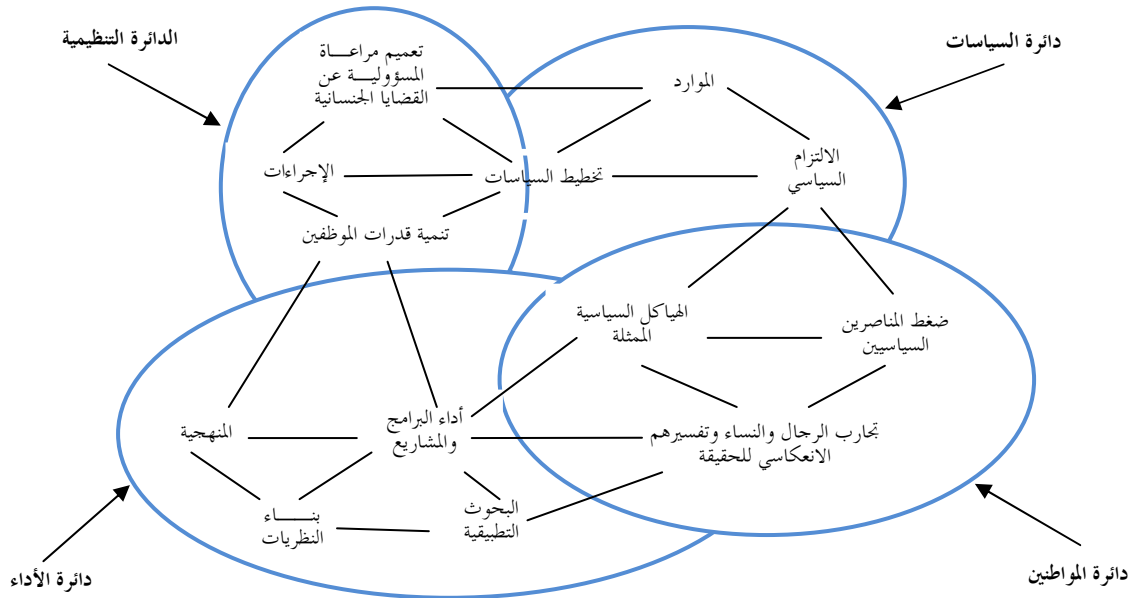 دائرة السياسات
الدائرة التنظيمية
تعميم مراعـــاة
المسؤوليـــة عن
القضايا الجنسانية
الموارد
الالتزام
السياسي
تخطيط السياسات
الإجراءات
تنمية قدرات الموظفين
الهياكل السياسية
الممثلة
ضغط المناصرين
السياسيين
أداء البرامج
والمشاريع
المنهجية
تجارب الرجال والنساء وتفسيرهم
الانعكاسي للحقيقة
البحوث
التطبيقية
بنـــــــاء
النظريات
دائرة المواطنين
دائرة الأداء